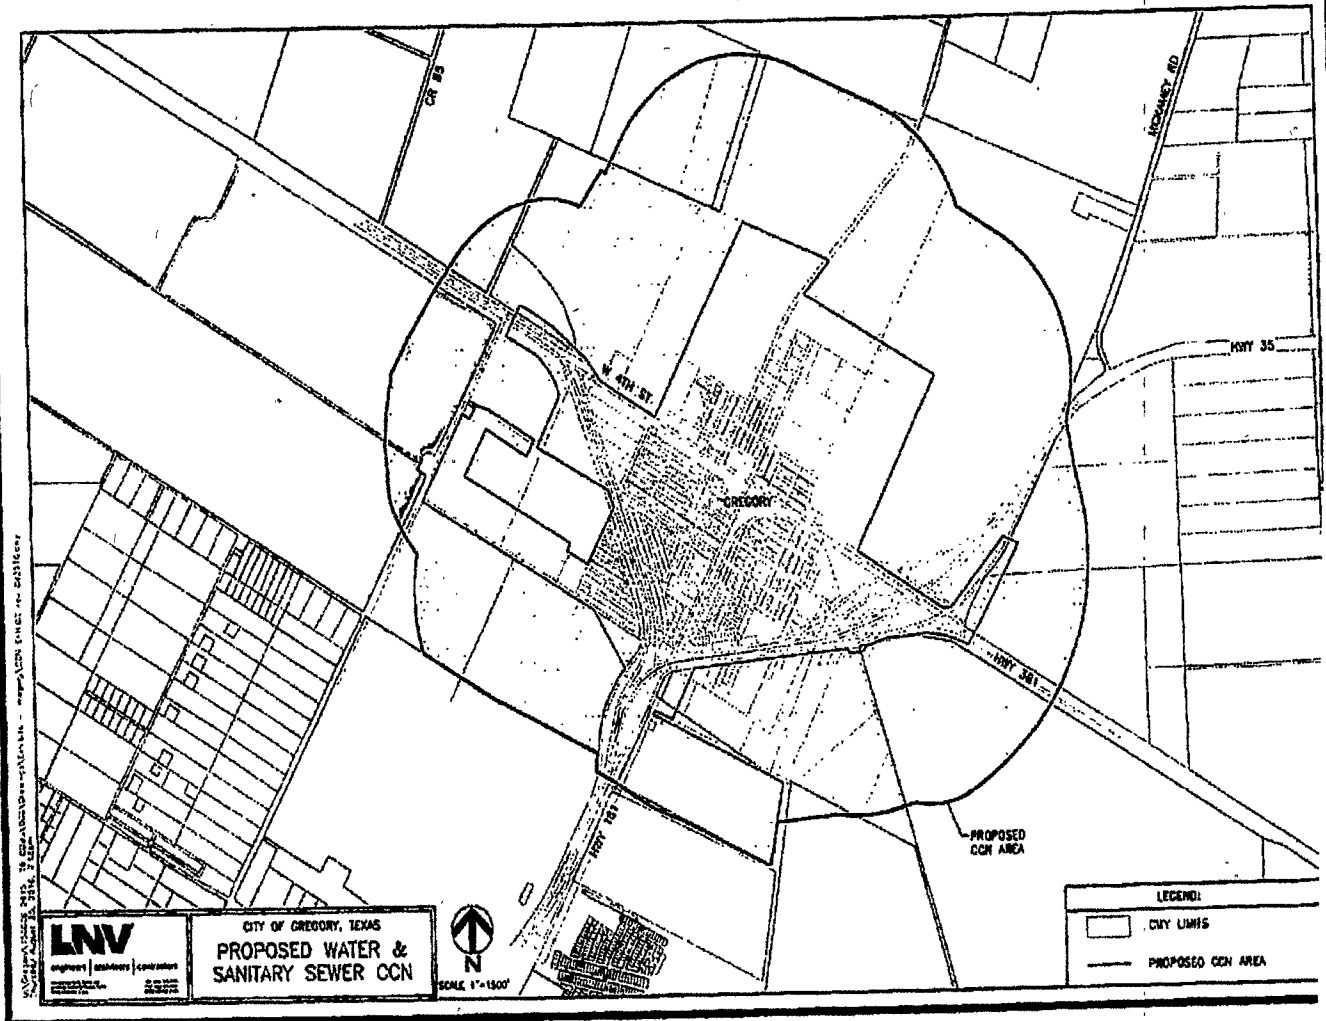 CR 85
MCKAMEY RD
HWY 35
W 4TH ST
GREGORY
HWY 361
HWY 181
PROPOSED
CCN AREA
LEGEND:
CITY LIMITS
PROPOSED CCN AREA
LNV
engineers | architects | contractors
CITY OF GREGORY, TEXAS
PROPOSED WATER &
SANITARY SEWER CCN
N
SCALE 1"=1500'